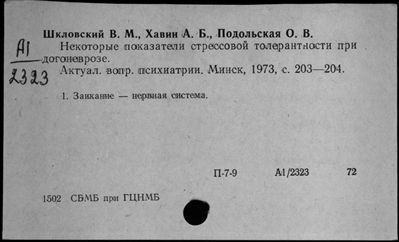 Шкловский В. М., Хавин А. Б., Подольская О. В.
Некоторые показатели стрессовой толерантности при
догоневрозе.
Актуал. вопр. психиатрии. Минск, 1973, с. 203—204.
А1
2323
1. Заикание — нервная система.
П-7-9 А1/2323 72
1502 СБМБ при ГЦНМБ